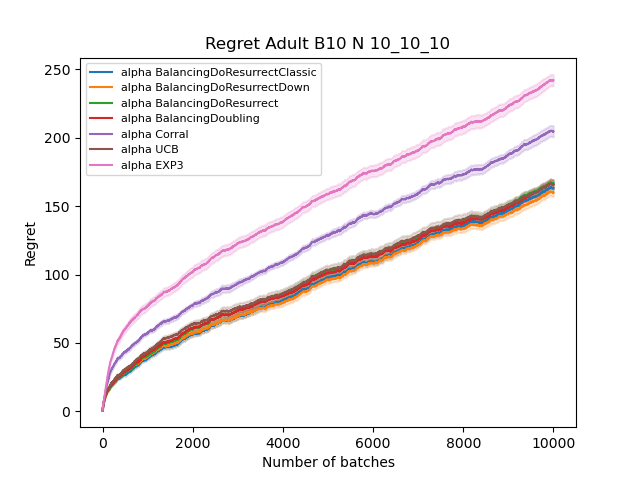 Regret Adult B10 N 10_10_10
250
200
150
100
50
0
Regret
alpha BalancingDoResurrectClassic
alpha BalancingDoResurrectDown
alpha BalancingDoResurrect
alpha BalancingDoubling
alpha Corral
alpha UCB
alpha EXP3
0 2000 4000 6000 8000 10000
Number of batches